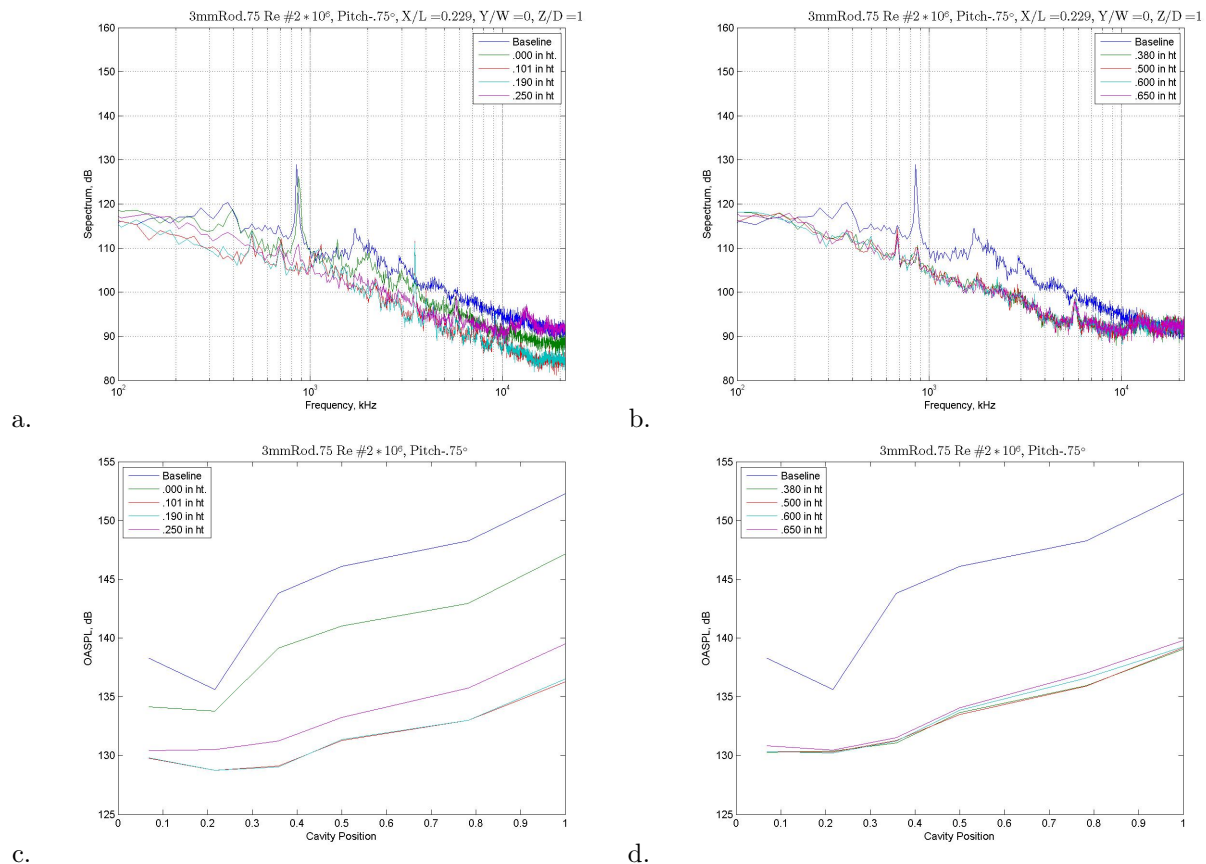 3mmRod.75 Re #2 * 10⁶, Pitch-.75°, X/L =0.229, Y/W =0, Z/D =1
160
150
140
130
120
110
100
90
80
Sepectrum, dB
Baseline
.000 in ht.
.101 in ht
.190 in ht
.250 in ht
10²
10³
10⁴
Frequency, kHz
a.
3mmRod.75 Re #2 * 10⁶, Pitch-.75°, X/L =0.229, Y/W =0, Z/D =1
160
150
140
130
120
110
100
90
80
Sepectrum, dB
Baseline
.380 in ht
.500 in ht
.600 in ht
.650 in ht
10²
10³
10⁴
Frequency, kHz
b.
3mmRod.75 Re #2 * 10⁶, Pitch-.75°
155
150
145
140
135
130
125
OASPL, dB
Baseline
.000 in ht.
.101 in ht
.190 in ht
.250 in ht
0
0.1
0.2
0.3
0.4
0.5
0.6
0.7
0.8
0.9
1
Cavity Position
c.
3mmRod.75 Re #2 * 10⁶, Pitch-.75°
155
150
145
140
135
130
125
OASPL, dB
Baseline
.380 in ht
.500 in ht
.600 in ht
.650 in ht
0
0.1
0.2
0.3
0.4
0.5
0.6
0.7
0.8
0.9
1
Cavity Position
d.